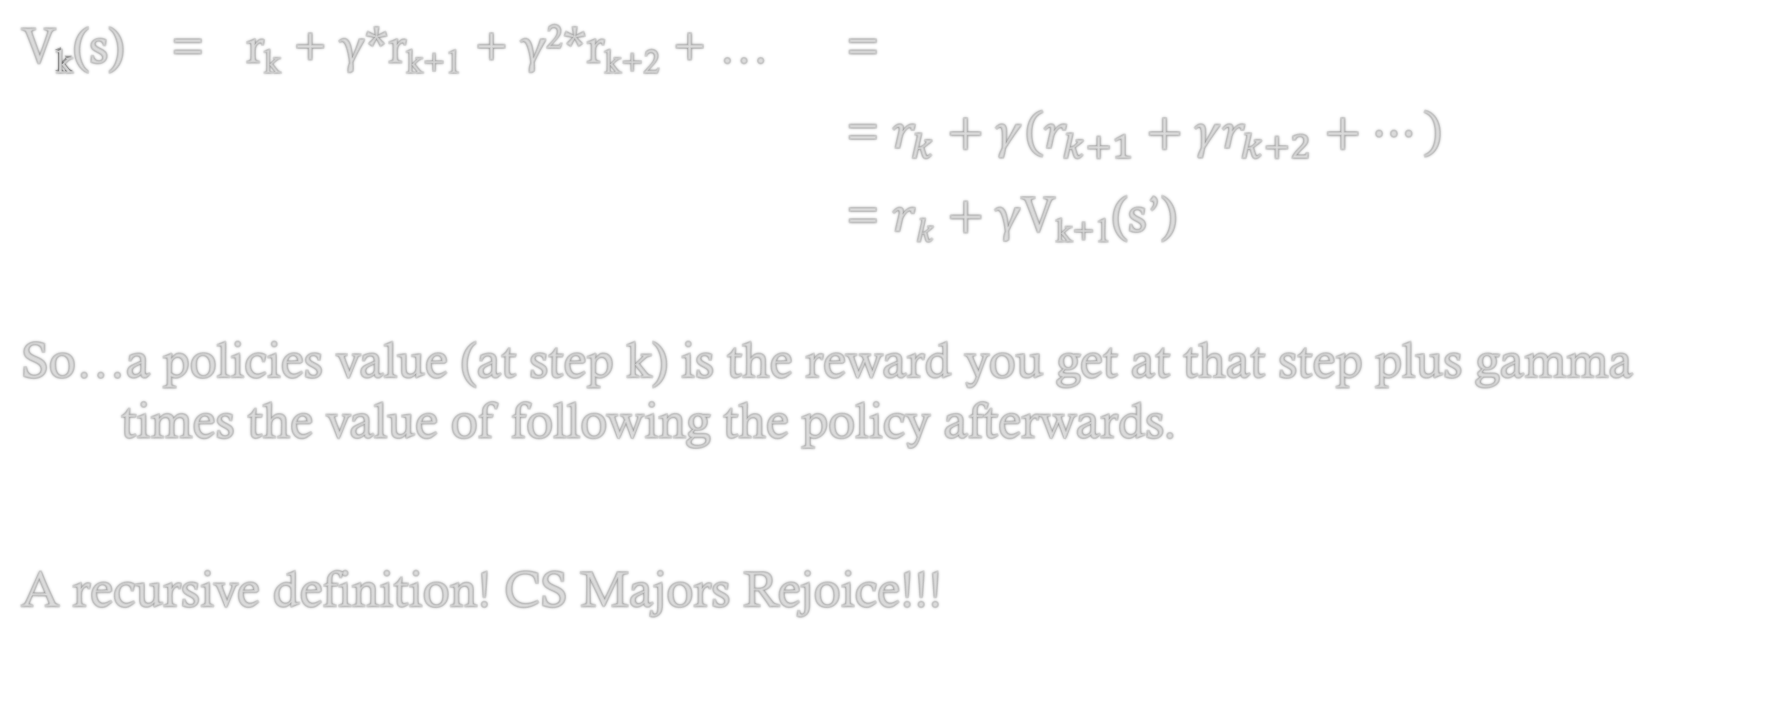 Vₖ(s) = rₖ + γ*rₖ₊₁ + γ²*rₖ₊₂ + … =
= rₖ + γ(rₖ₊₁ + γrₖ₊₂ + ⋯ )
= rₖ + γVₖ₊₁(s’)
So…a policies value (at step k) is the reward you get at that step plus gamma
times the value of following the policy afterwards.
A recursive definition! CS Majors Rejoice!!!